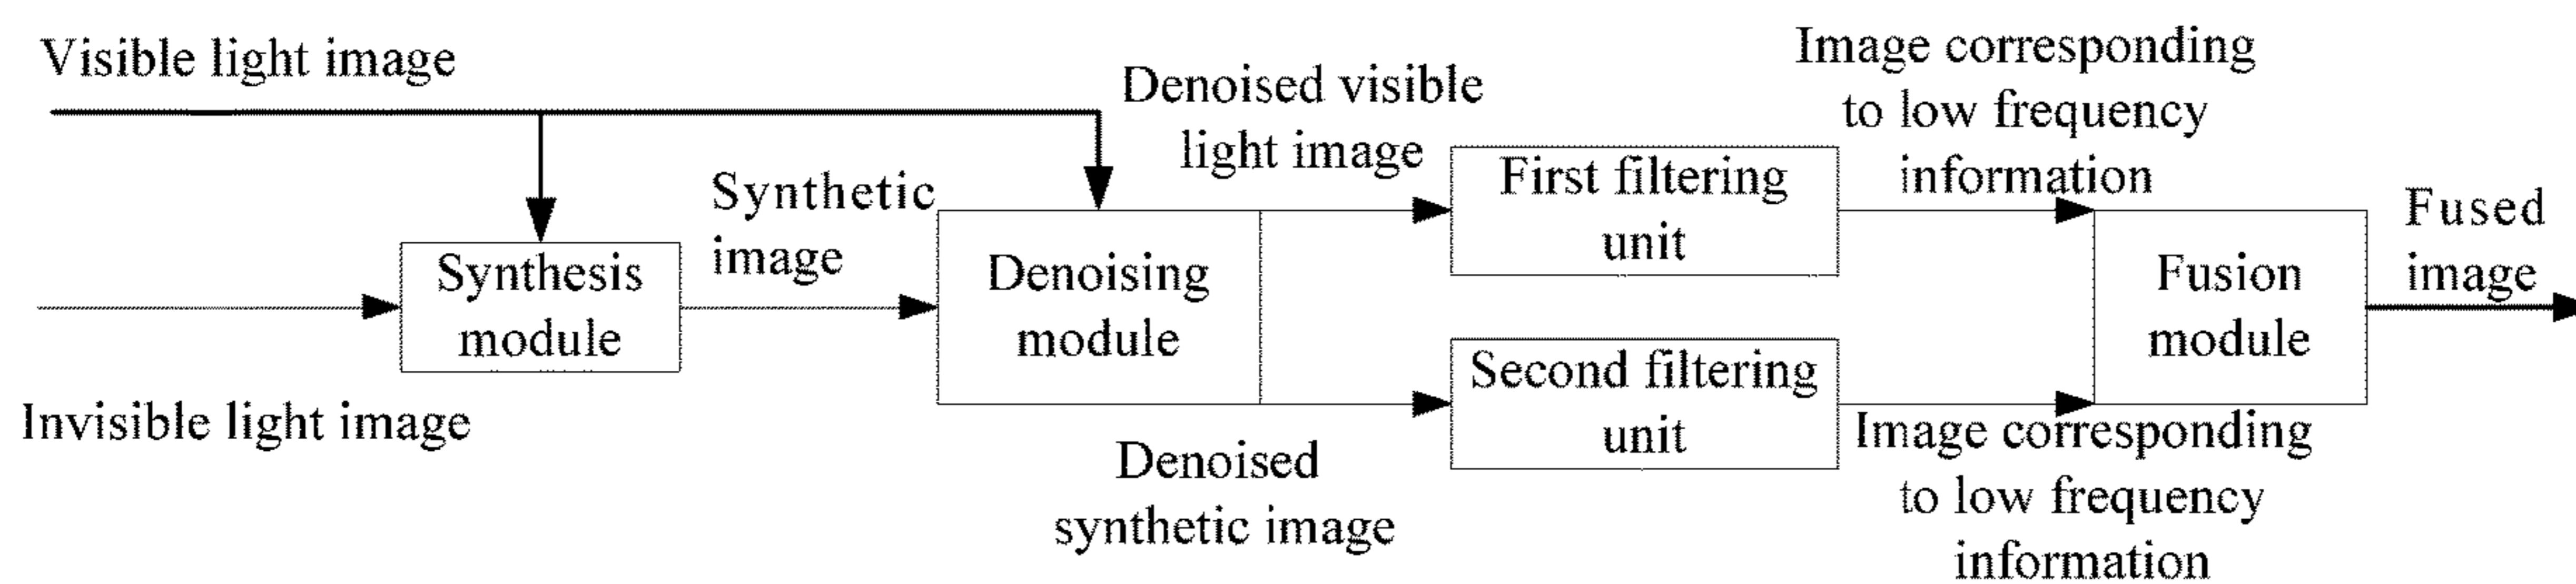 Visible light image
Invisible light image
Synthesis
module
Synthetic
image
Denoising
module
Denoised visible
light image
Denoised
synthetic image
First filtering
unit
Second filtering
unit
Image corresponding
to low frequency
information
Image corresponding
to low frequency
information
Fusion
module
Fused
image